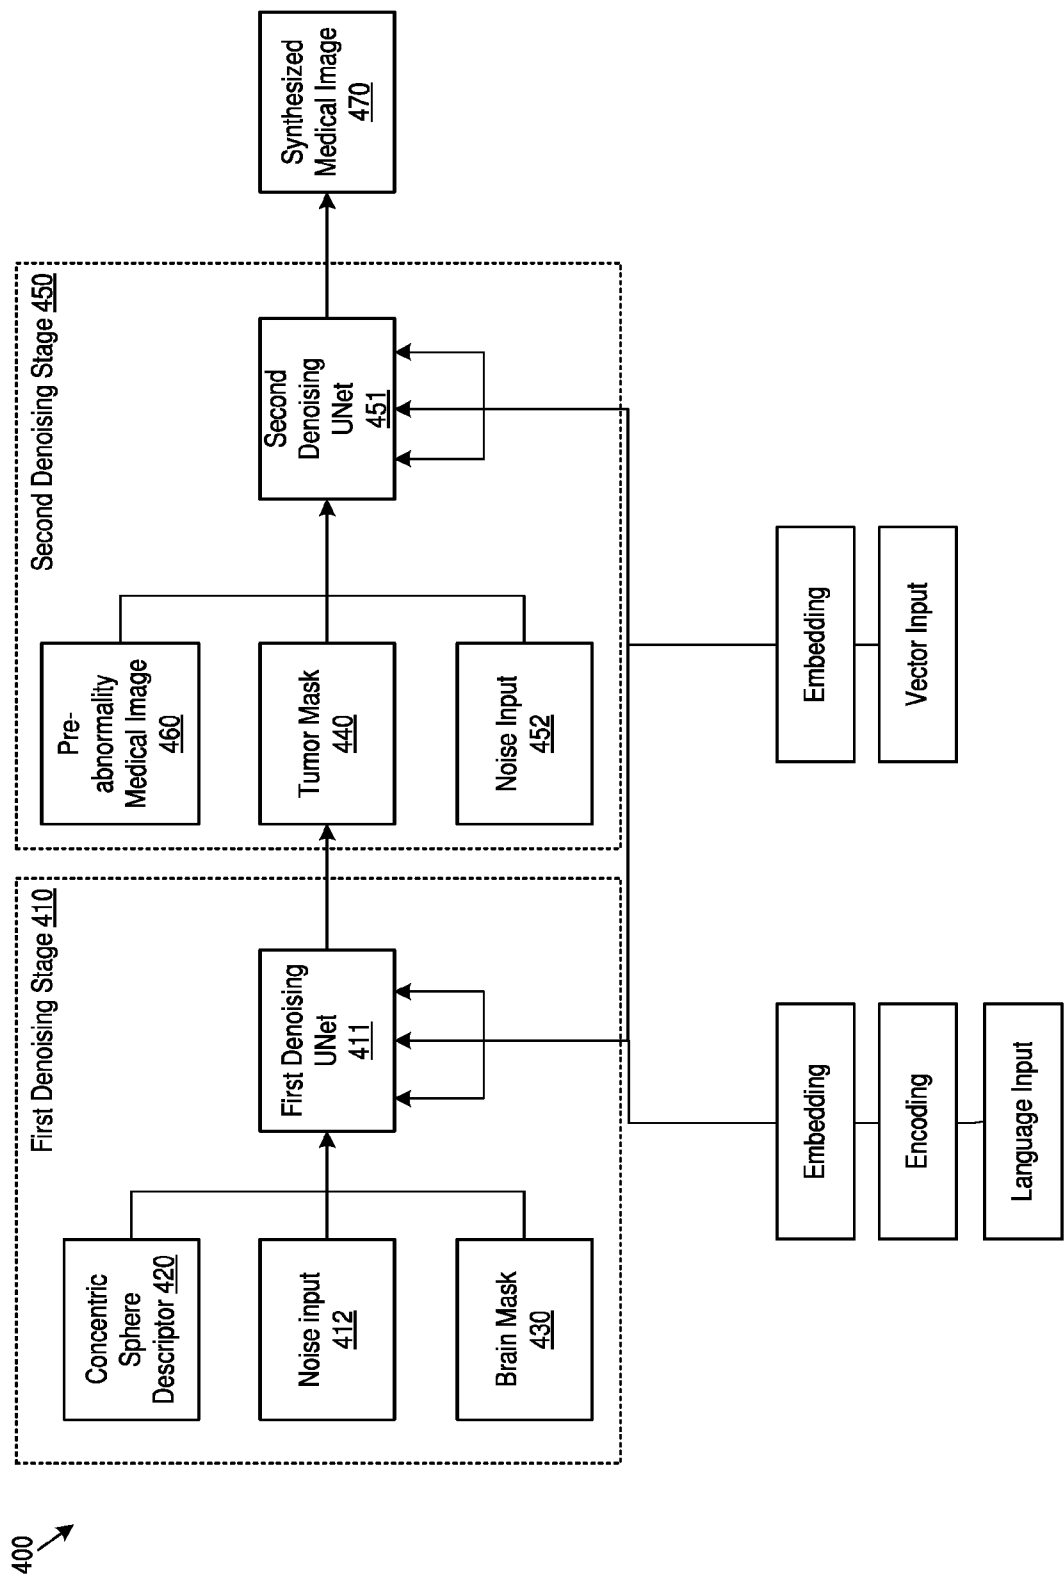 400
First Denoising Stage 410
Concentric
Sphere
Descriptor 420
Noise input
412
Brain Mask
430
First Denoising
UNet
411
Second Denoising Stage 450
Pre-
abnormality
Medical Image
460
Tumor Mask
440
Noise Input
452
Second
Denoising
UNet
451
Synthesized
Medical Image
470
Embedding
Encoding
Language Input
Embedding
Vector Input